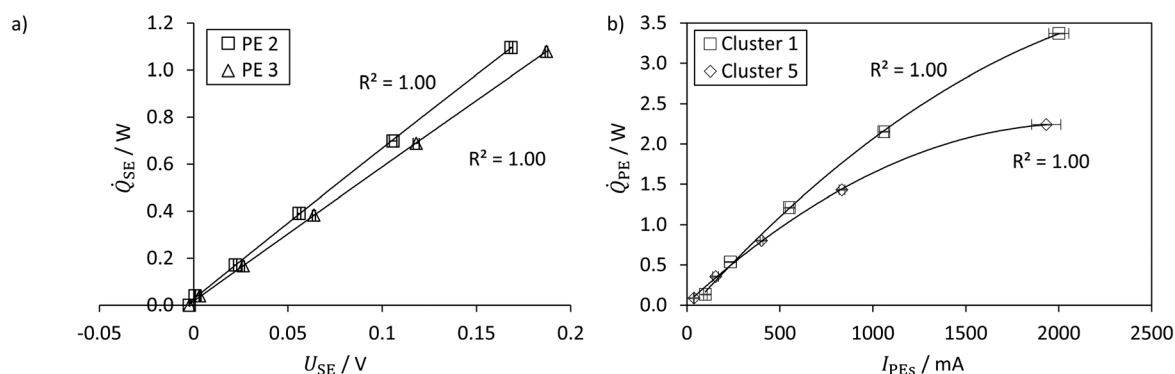 a)
1.2
1.0
0.8
0.6
0.4
0.2
0.0
Q̇SE / W
PE 2
PE 3
R² = 1.00
R² = 1.00
-0.05
0
0.05
0.1
0.15
0.2
USE / V
b)
3.5
3.0
2.5
2.0
1.5
1.0
0.5
0.0
Q̇PE / W
Cluster 1
Cluster 5
R² = 1.00
R² = 1.00
0
500
1000
1500
2000
2500
IPEs / mA